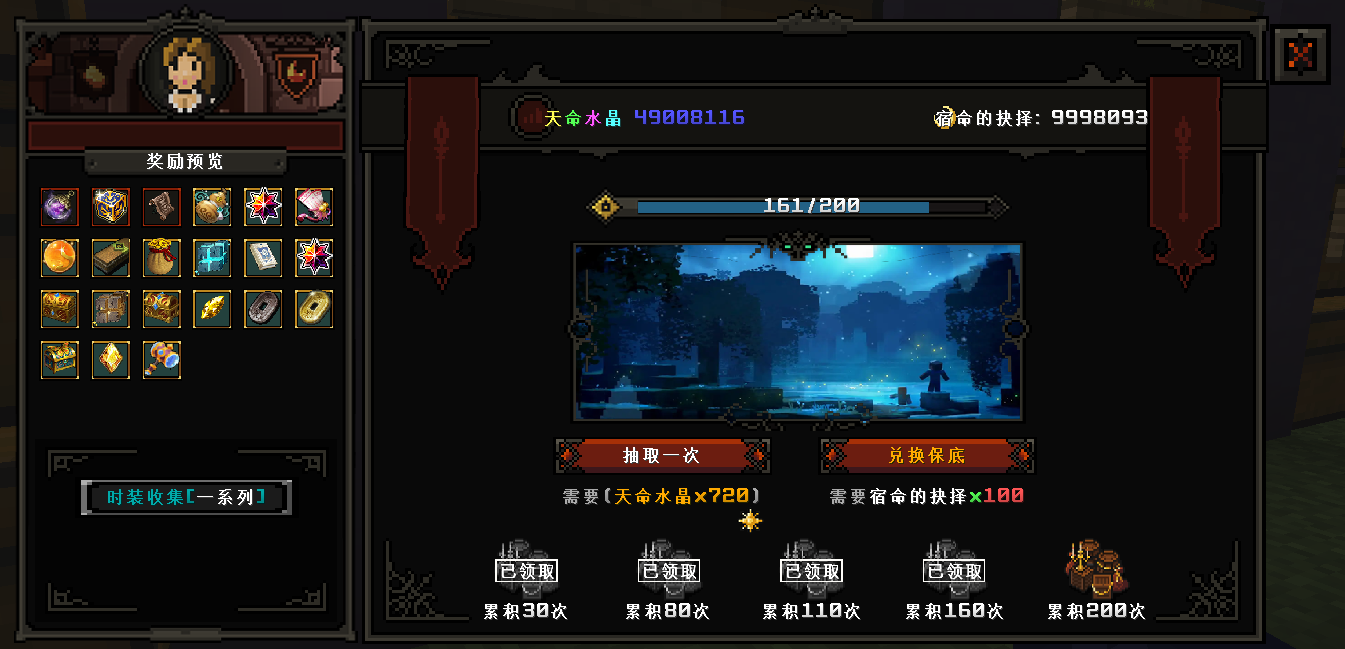 奖励预览
时装收集[一系列]
天命水晶 49008116
宿命的抉择: 9998093
161/200
抽取一次
兑换保底
需要(天命水晶x720)
需要宿命的抉择x100
已领取
已领取
已领取
已领取
累积30次
累积80次
累积110次
累积160次
累积200次